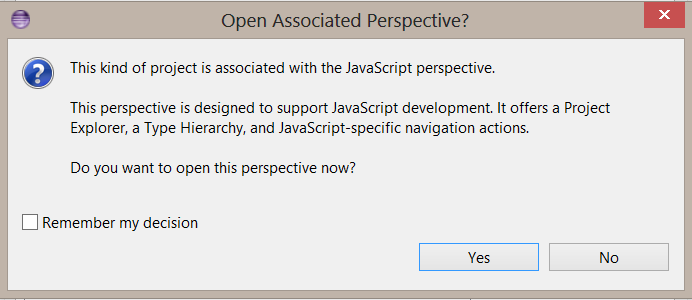 Open Associated Perspective?
This kind of project is associated with the JavaScript perspective.
This perspective is designed to support JavaScript development. It offers a Project
Explorer, a Type Hierarchy, and JavaScript-specific navigation actions.
Do you want to open this perspective now?
Remember my decision
Yes
No